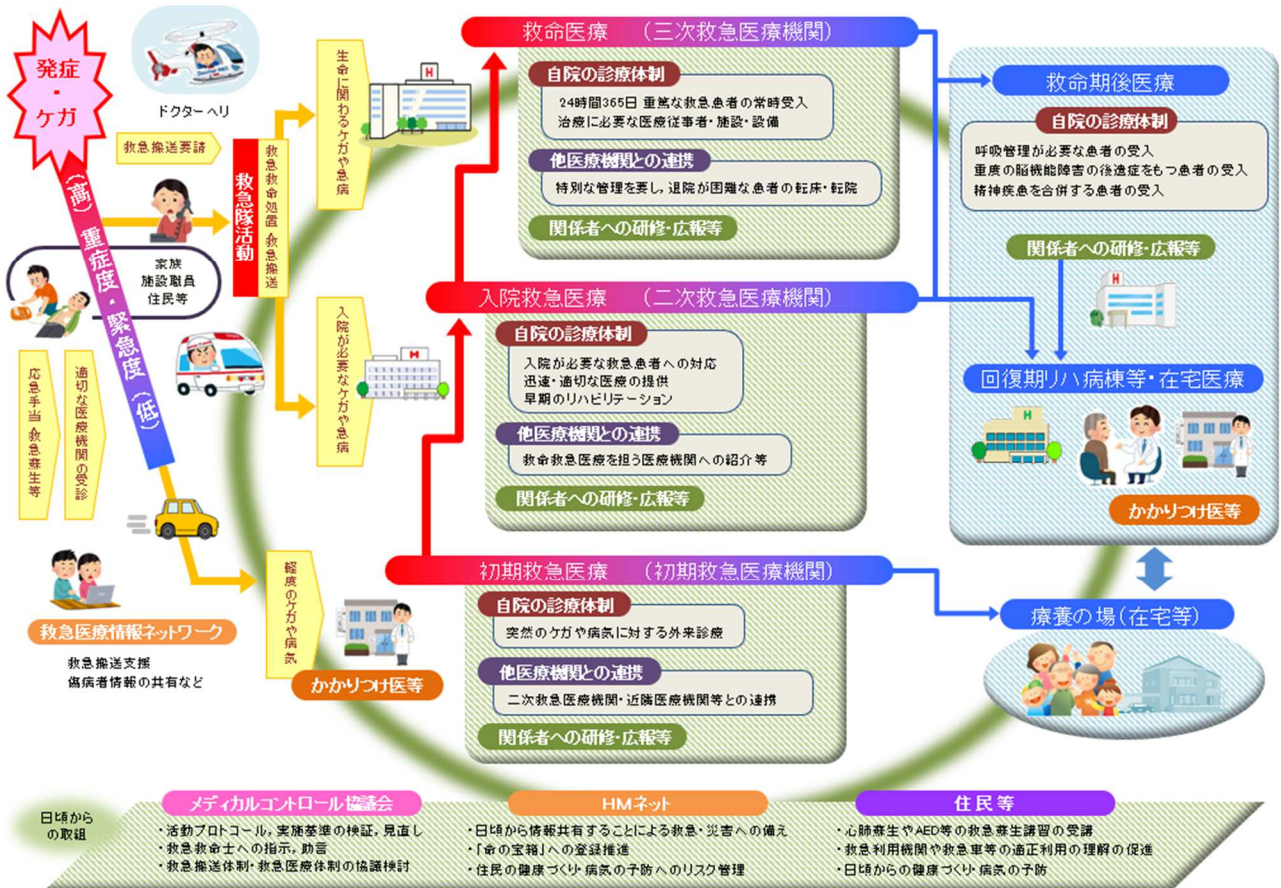 発症
・
ケガ
ドクターヘリ
救急搬送要請
(高) 重症度・緊急度 (低)
家族
施設職員
住民等
救急隊活動
救急救命処置,救急搬送
生命に関わるケガや急病
入院が必要なケガや急病
応急手当,救急蘇生等
適切な医療機関の受診
軽度のケガや病気
かかりつけ医等
救急医療情報ネットワーク
救急搬送支援
傷病者情報の共有など
救命医療 (三次救急医療機関)
自院の診療体制
24時間365日 重篤な救急患者の常時受入
治療に必要な医療従事者・施設・設備
他医療機関との連携
特別な管理を要し,退院が困難な患者の転床・転院
関係者への研修・広報等
入院救急医療 (二次救急医療機関)
自院の診療体制
入院が必要な救急患者への対応
迅速・適切な医療の提供
早期のリハビリテーション
他医療機関との連携
救命救急医療を担う医療機関への紹介等
関係者への研修・広報等
初期救急医療 (初期救急医療機関)
自院の診療体制
突然のケガや病気に対する外来診療
他医療機関との連携
二次救急医療機関・近隣医療機関等との連携
関係者への研修・広報等
救命期後医療
自院の診療体制
呼吸管理が必要な患者の受入
重度の脳機能障害の後遺症をもつ患者の受入
精神疾患を合併する患者の受入
関係者への研修・広報等
回復期リハ病棟等・在宅医療
かかりつけ医等
療養の場(在宅等)
日頃から
の取組
メディカルコントロール協議会
・活動プロトコール,実施基準の検証,見直し
・救急救命士への指示,助言
・救急搬送体制・救急医療体制の協議検討
HMネット
・日頃から情報共有することによる救急・災害への備え
・「命の宝箱」への登録推進
・住民の健康づくり・病気の予防へのリスク管理
住民等
・心肺蘇生やAED等の救急蘇生講習の受講
・救急利用機関や救急車等の適正利用の理解の促進
・日頃からの健康づくり・病気の予防